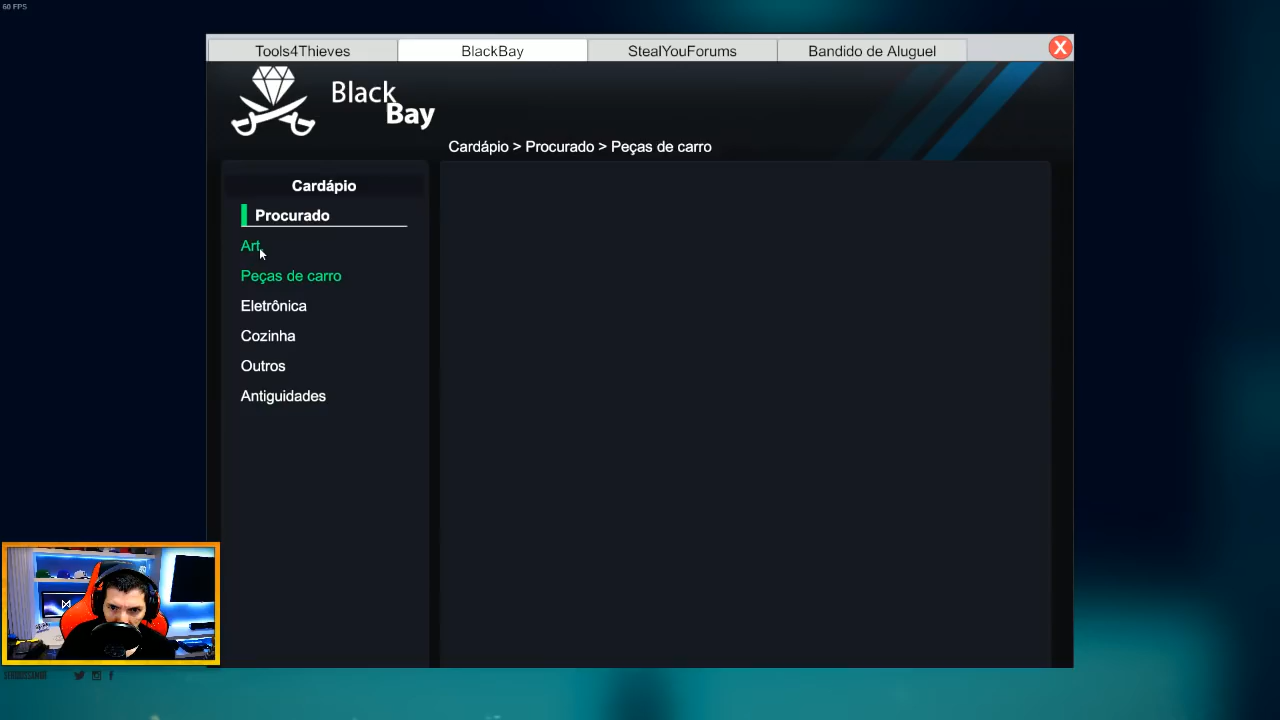 60 FPS
Tools4Thieves
BlackBay
StealYouForums
Bandido de Aluguel
X
Black
Bay
Cardápio > Procurado > Peças de carro
Cardápio
Procurado
Art
Peças de carro
Eletrônica
Cozinha
Outros
Antiguidades